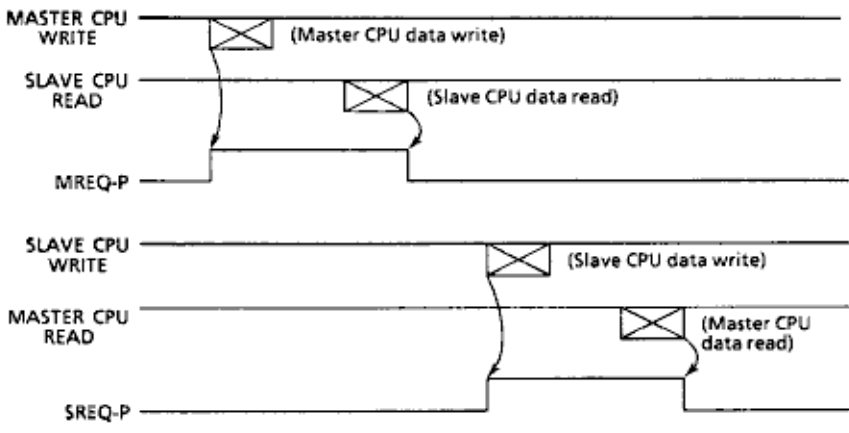 MASTER CPU
WRITE
(Master CPU data write)
SLAVE CPU
READ
(Slave CPU data read)
MREQ-P
SLAVE CPU
WRITE
(Slave CPU data write)
MASTER CPU
READ
(Master CPU
data read)
SREQ-P